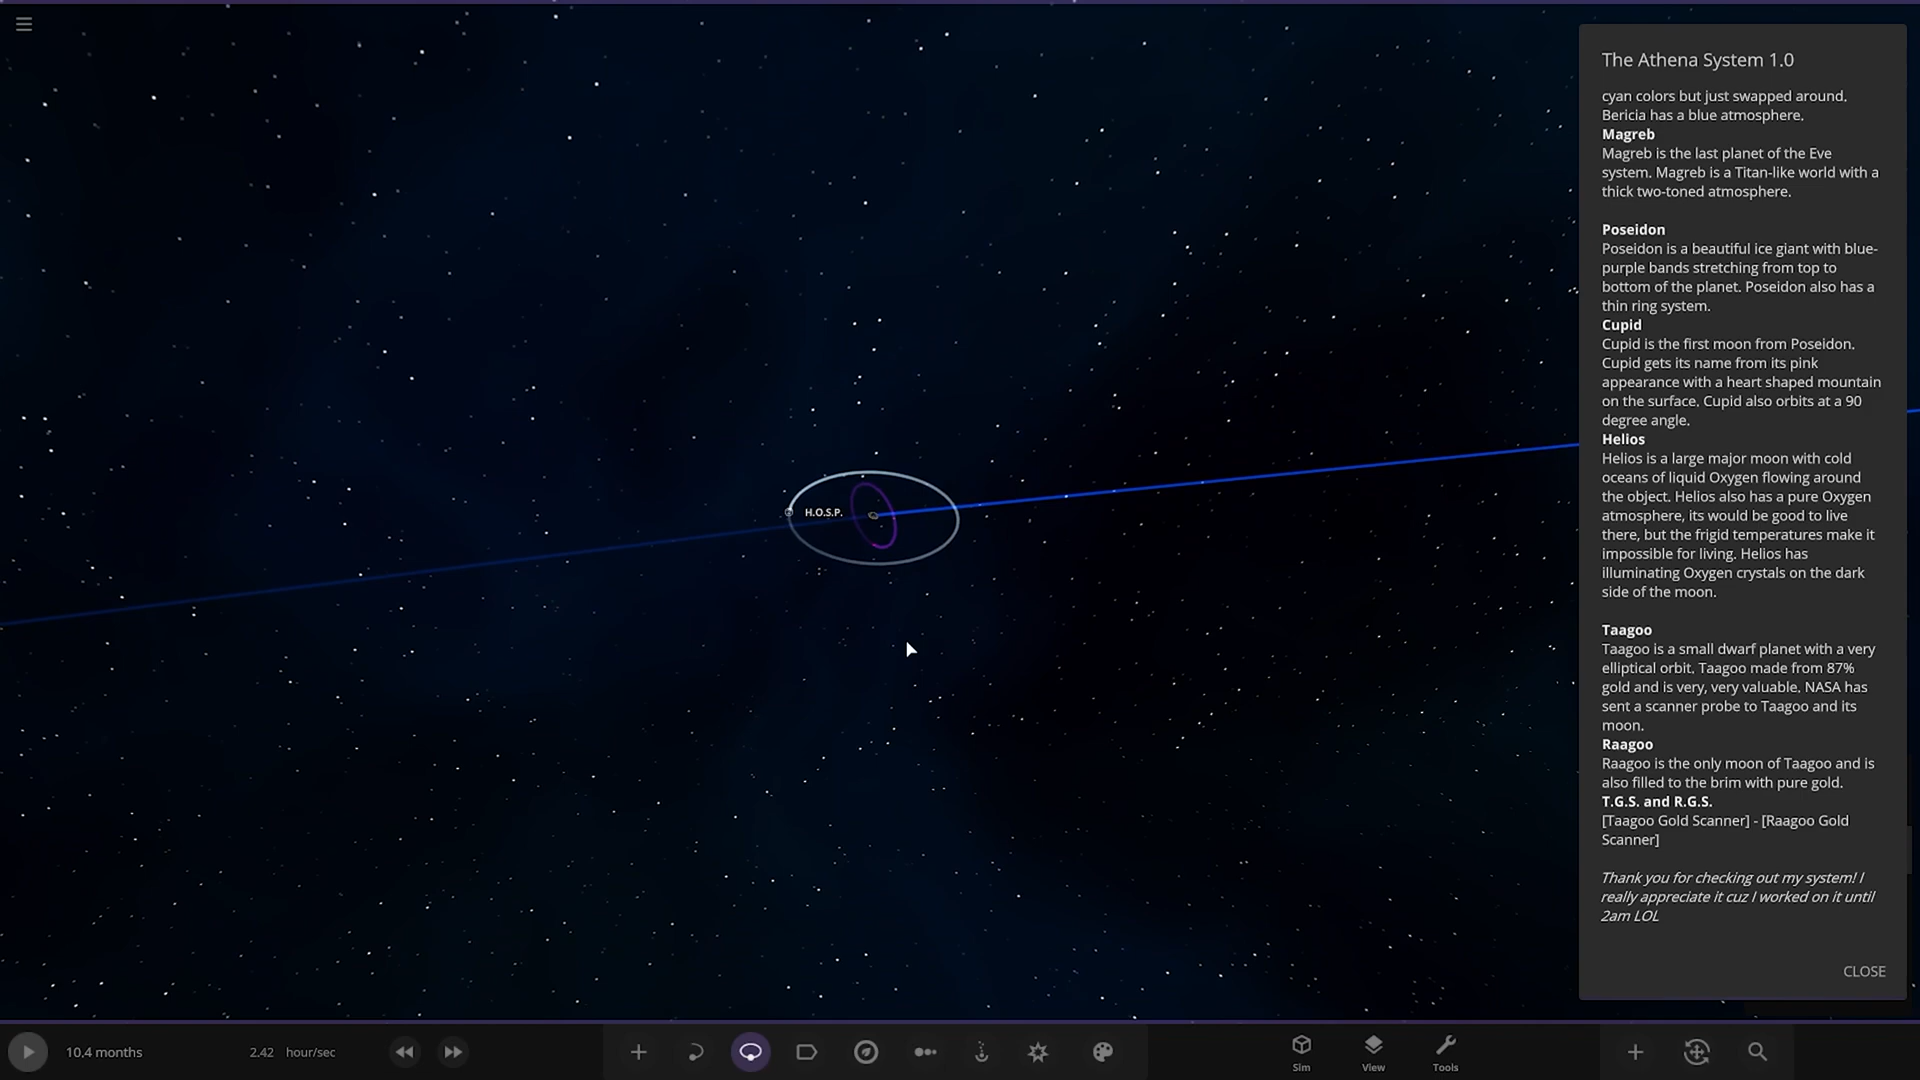 The Athena System 1.0
cyan colors but just swapped around.
Bericia has a blue atmosphere.
Magreb
Magreb is the last planet of the Eve
system. Magreb is a Titan-like world with a
thick two-toned atmosphere.
Poseidon
Poseidon is a beautiful ice giant with blue-
purple bands stretching from top to
bottom of the planet. Poseidon also has a
thin ring system.
Cupid
Cupid is the first moon from Poseidon.
Cupid gets its name from its pink
appearance with a heart shaped mountain
on the surface. Cupid also orbits at a 90
degree angle.
Helios
Helios is a large major moon with cold
oceans of liquid Oxygen flowing around
the object. Helios also has a pure Oxygen
atmosphere, its would be good to live
there, but the frigid temperatures make it
impossible for living. Helios has
illuminating Oxygen crystals on the dark
side of the moon.
Taagoo
Taagoo is a small dwarf planet with a very
elliptical orbit. Taagoo made from 87%
gold and is very, very valuable. NASA has
sent a scanner probe to Taagoo and its
moon.
Raagoo
Raagoo is the only moon of Taagoo and is
also filled to the brim with pure gold.
T.G.S. and R.G.S.
[Taagoo Gold Scanner] - [Raagoo Gold
Scanner]
Thank you for checking out my system! I
really appreciate it cuz I worked on it until
2am LOL
CLOSE
H.O.S.P.
10.4 months
2.42 hour/sec
Sim
View
Tools